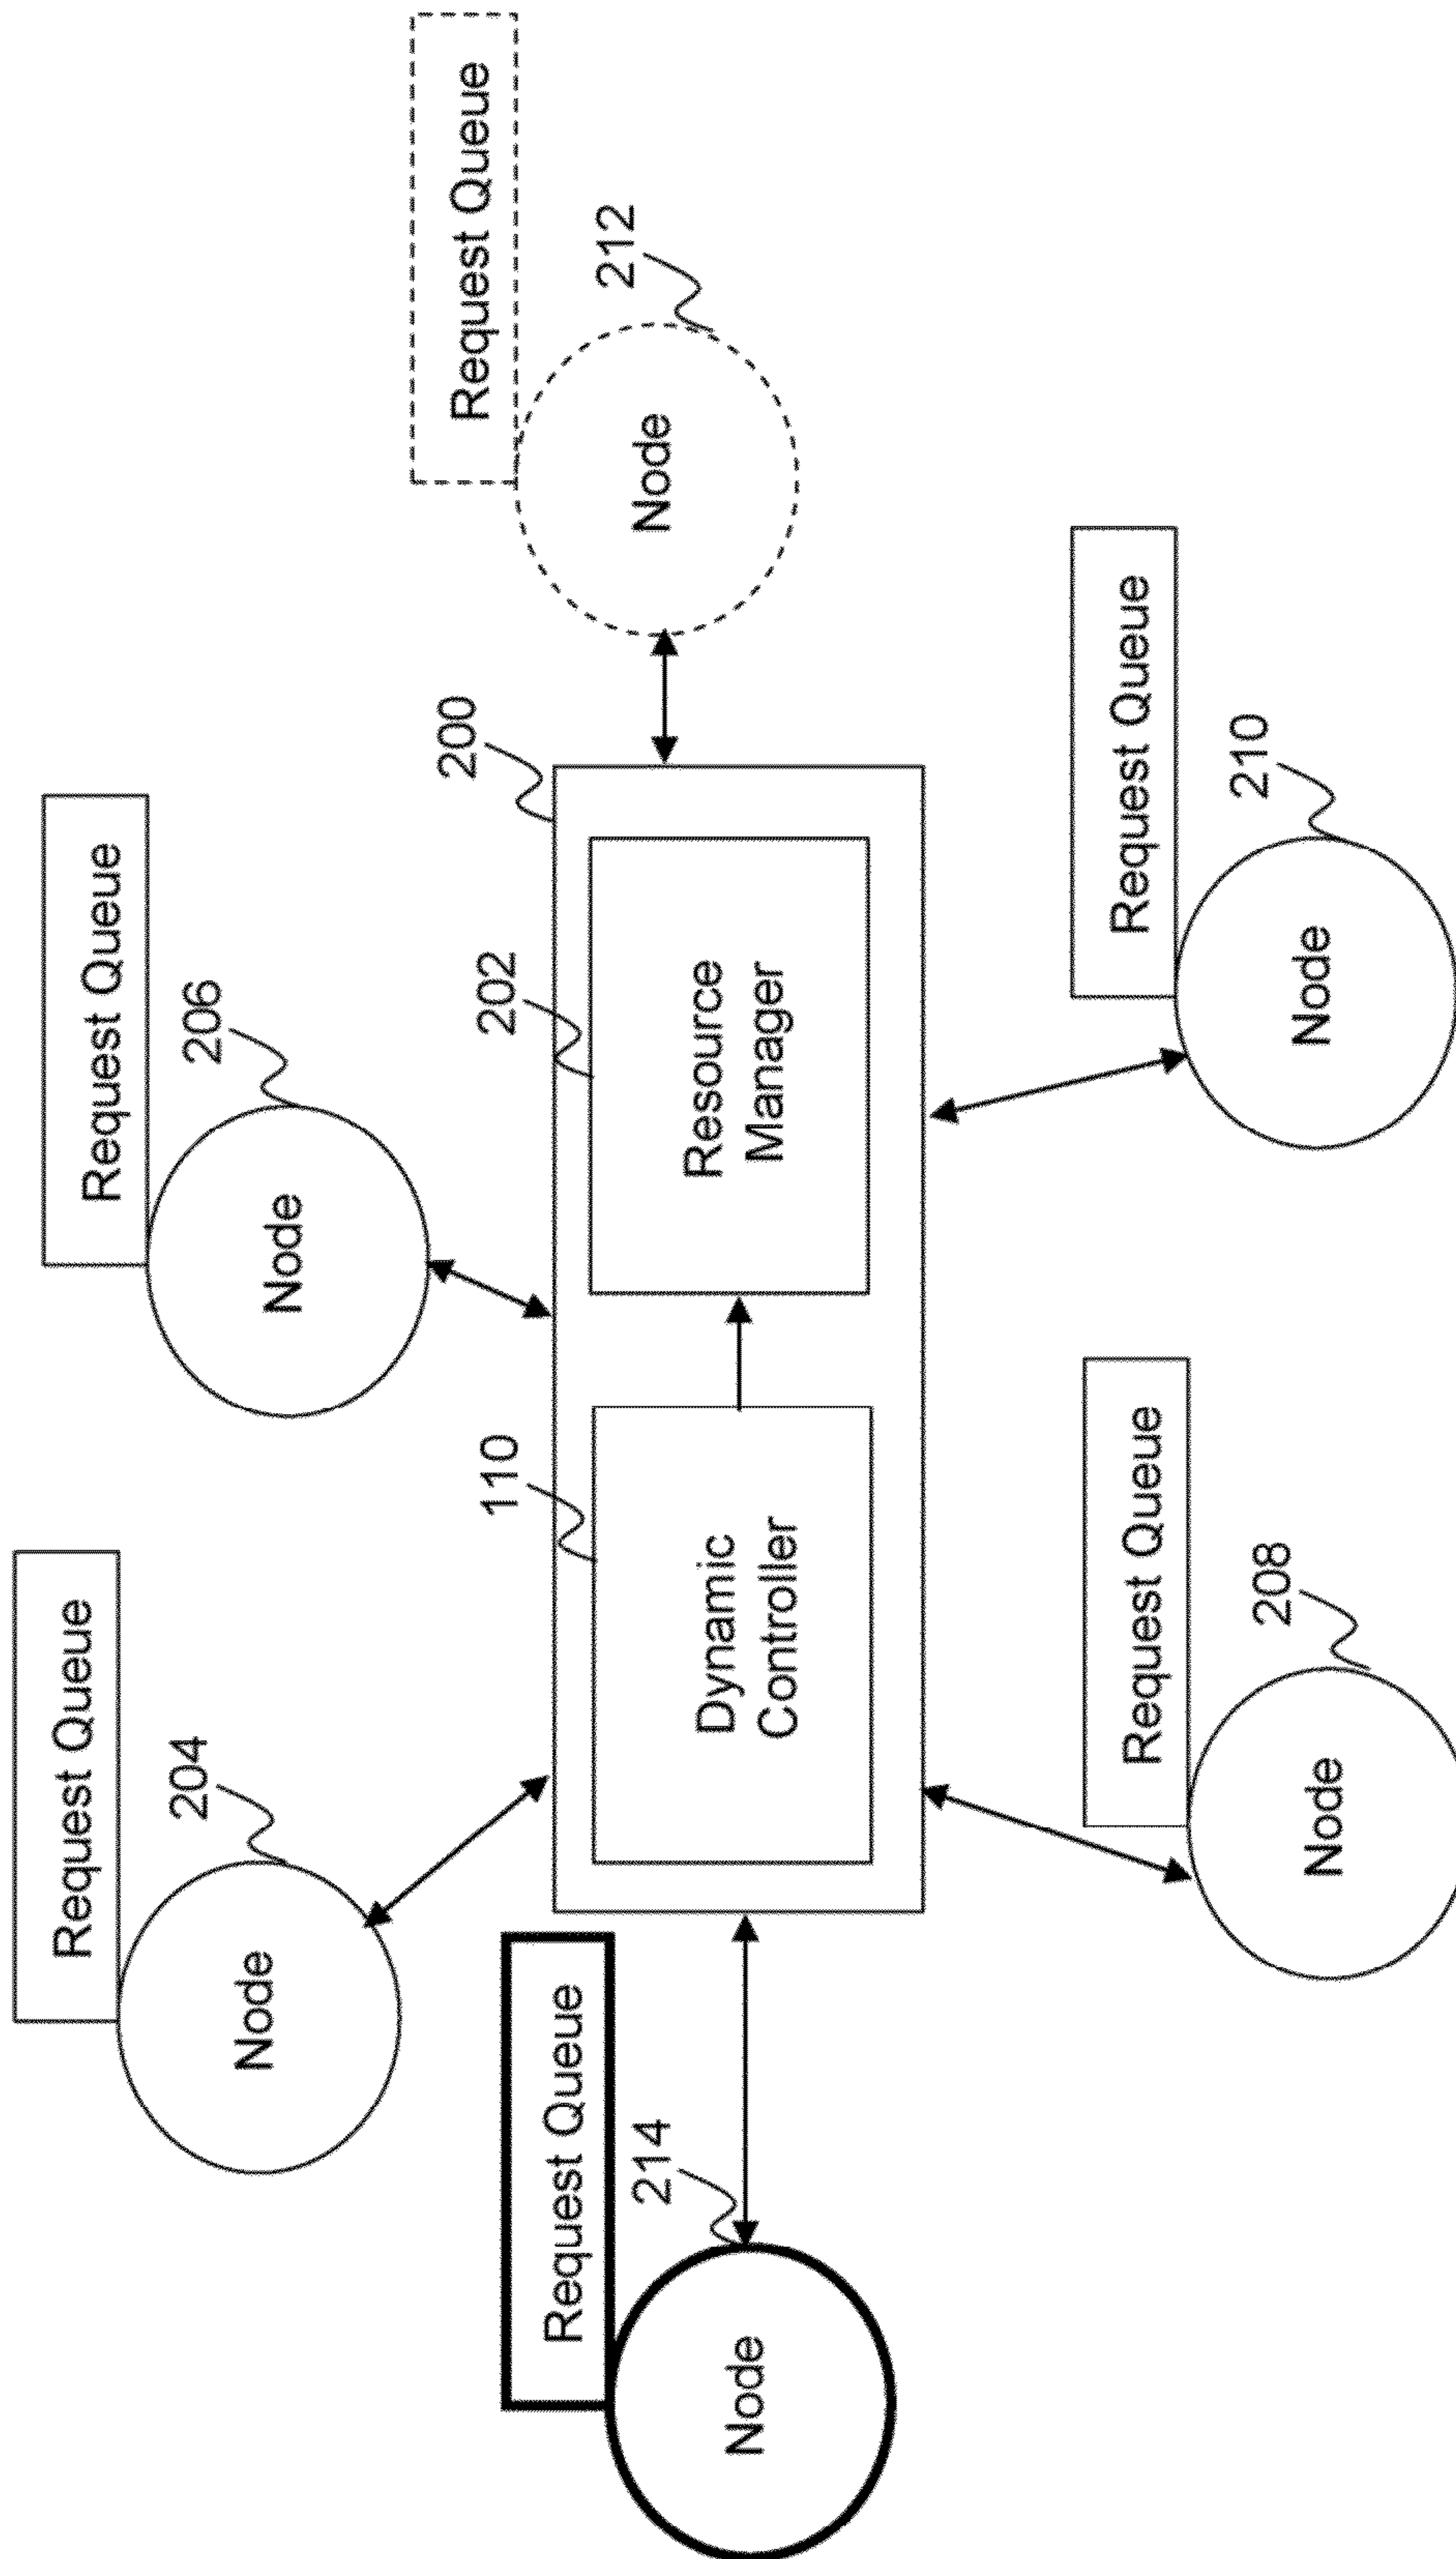 Request Queue
204
Node
Request Queue
206
Node
Request Queue
214
Node
200
110
Dynamic
Controller
202
Resource
Manager
Request Queue
212
Node
Request Queue
208
Node
Request Queue
210
Node